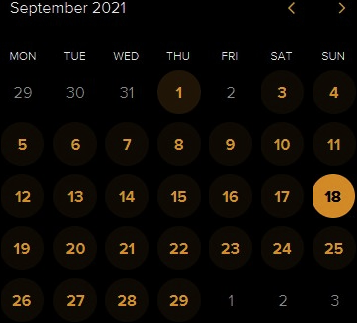 September 2021
MON TUE WED THU FRI SAT SUN
29 30 31 1 2 3 4
5 6 7 8 9 10 11
12 13 14 15 16 17 18
19 20 21 22 23 24 25
26 27 28 29 1 2 3